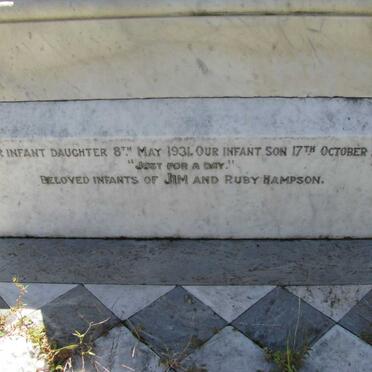 INFANT DAUGHTER 8TH MAY 1931. OUR INFANT SON 17TH OCTOBER
"JUST FOR A DAY."
BELOVED INFANTS OF JIM AND RUBY HAMPSON.